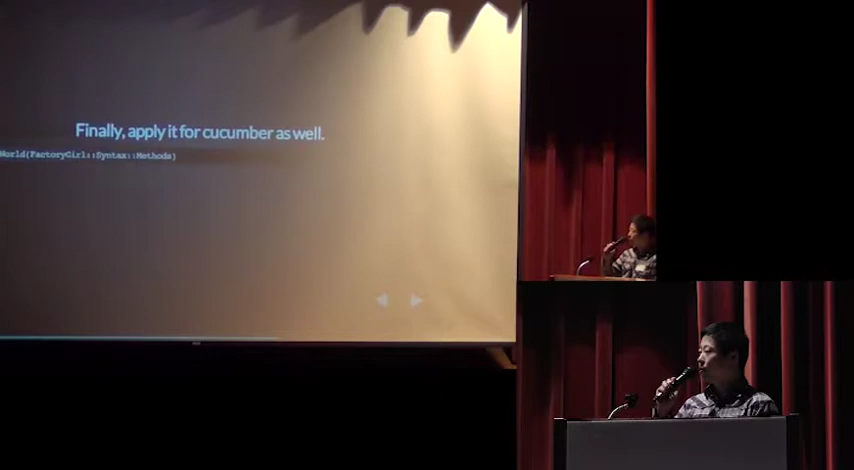 Finally, apply it for cucumber as well.
World(FactoryGirl::Syntax::Methods)